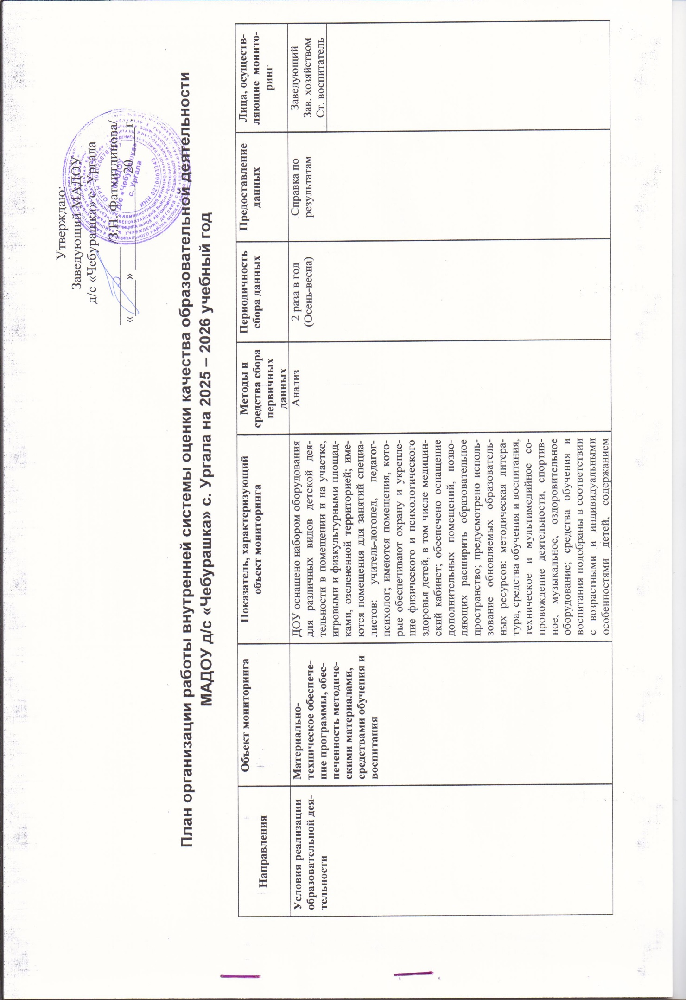 Утверждаю:
Заведующий МАДОУ
д/с «Чебурашка» с. Ургала
/З.Н. Фатхитдинова/
«____» ____________ 20____ г.
План организации работы внутренней системы оценки качества образовательной деятельности
МАДОУ д/с «Чебурашка» с. Ургала на 2025 – 2026 учебный год
Направления
Объект мониторинга
Показатель, характеризующий
объект мониторинга
Методы и
средства сбора
первичных
данных
Периодичность
сбора данных
Предоставление
данных
Лица, осуществ-
ляющие монито-
ринг
Условия реализации
образовательной дея-
тельности
Материально-
техническое обеспече-
ние программы, обес-
печенность методиче-
скими материалами,
средствами обучения и
воспитания
ДОУ оснащено набором оборудования
для различных видов детской дея-
тельности в помещении и на участке,
игровыми и физкультурными площад-
ками, озелененной территорией; име-
ются помещения для занятий специа-
листов: учитель-логопед, педагог-
психолог; имеются помещения, кото-
рые обеспечивают охрану и укрепле-
ние физического и психологического
здоровья детей, в том числе медицин-
ский кабинет; обеспечено оснащение
дополнительных помещений, позво-
ляющих расширить образовательное
пространство; предусмотрено исполь-
зование обновляемых образователь-
ных ресурсов: методическая литера-
тура, средства обучения и воспитания,
техническое и мультимедийное со-
провождение деятельности, спортив-
ное, музыкальное, оздоровительное
оборудование; средства обучения и
воспитания подобраны в соответствии
с возрастными и индивидуальными
особенностями детей, содержанием
Анализ
2 раза в год
(Осень-весна)
Справка по
результатам
Заведующий
Зав. хозяйством
Ст. воспитатель
МАДОУ
д/с «Чебурашка»
с. Ургала
ИНН 0210003343